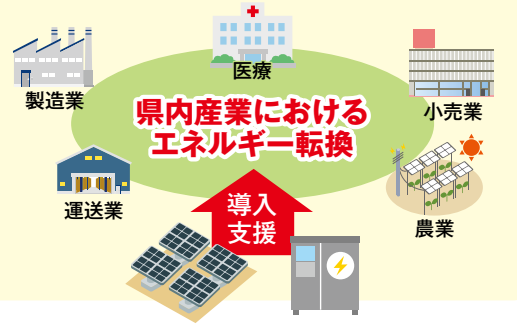 医療
製造業
小売業
県内産業における
エネルギー転換
運送業
農業
導入
支援